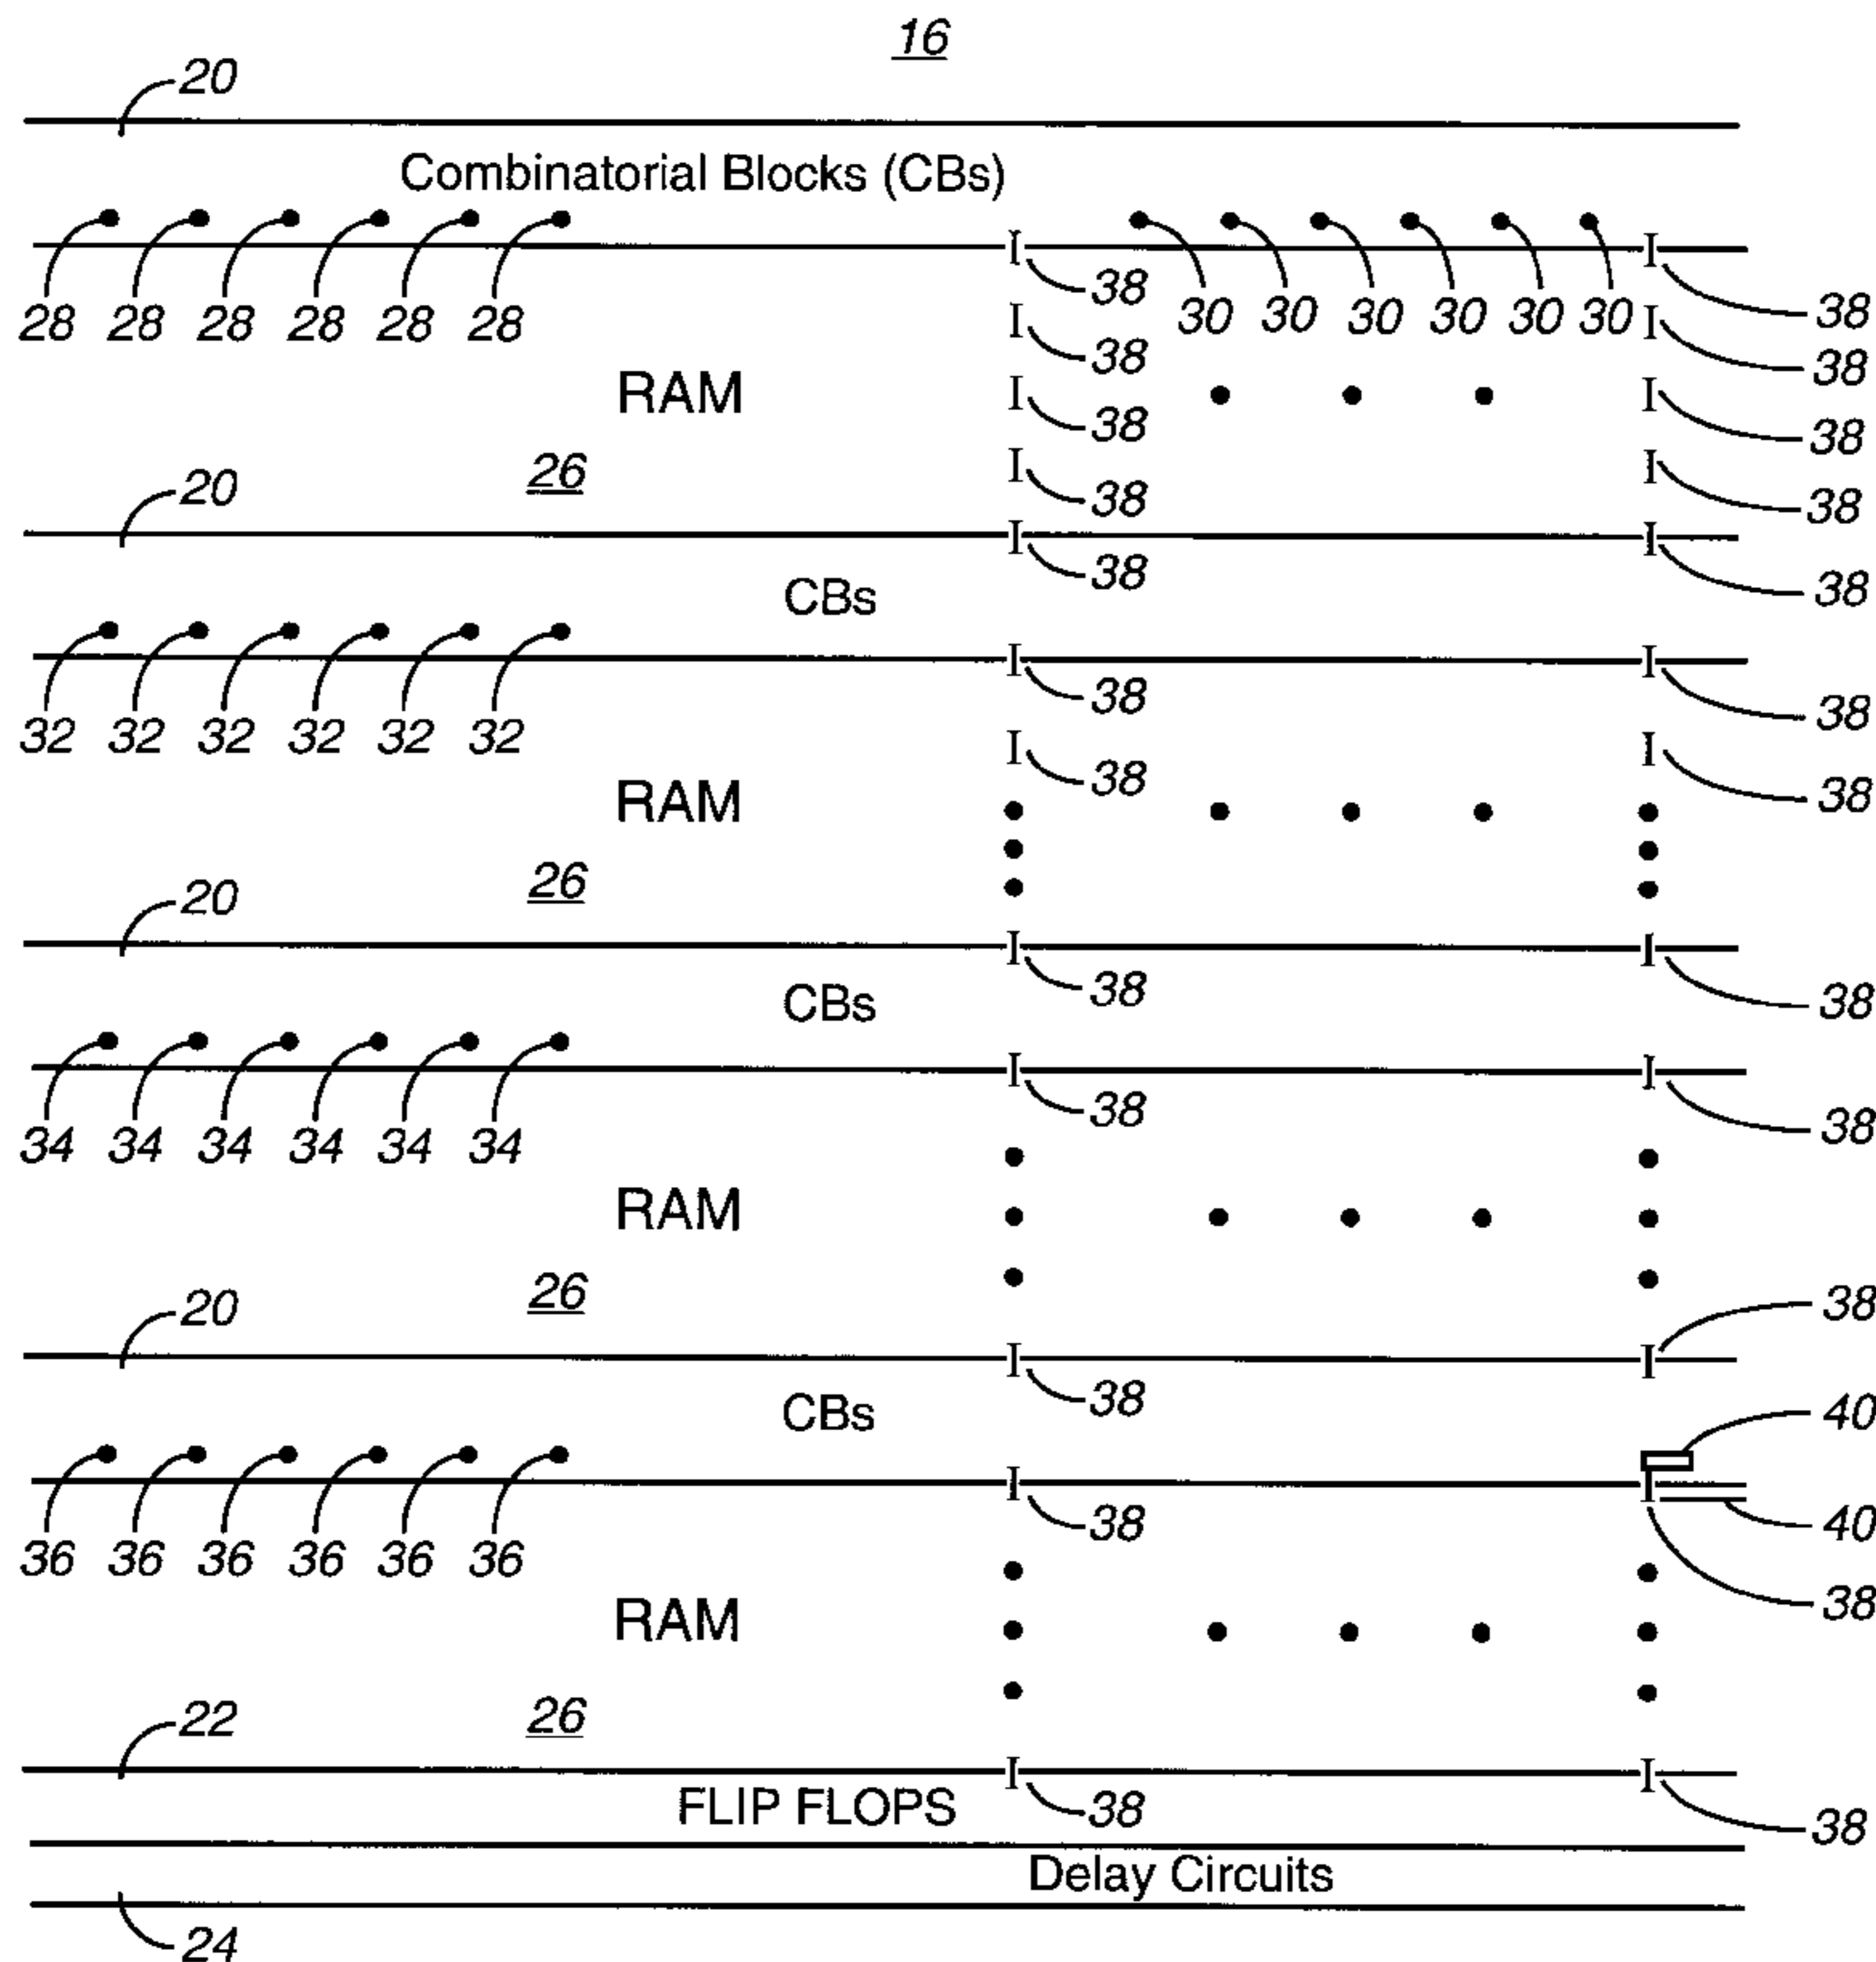 16
20
Combinatorial Blocks (CBs)
28 28 28 28 28 28 38 30 30 30 30 30 30 38
38 38
RAM 38 38
26 38 38
20
38 38
CBs
32 32 32 32 32 32 38 38
38 38
RAM
26
20
38 38
CBs
34 34 34 34 34 34 38 38
RAM
26
20 38
38
CBs
40
36 36 36 36 36 36 38 40
38
RAM
26
22
FLIP FLOPS 38 38
Delay Circuits
24